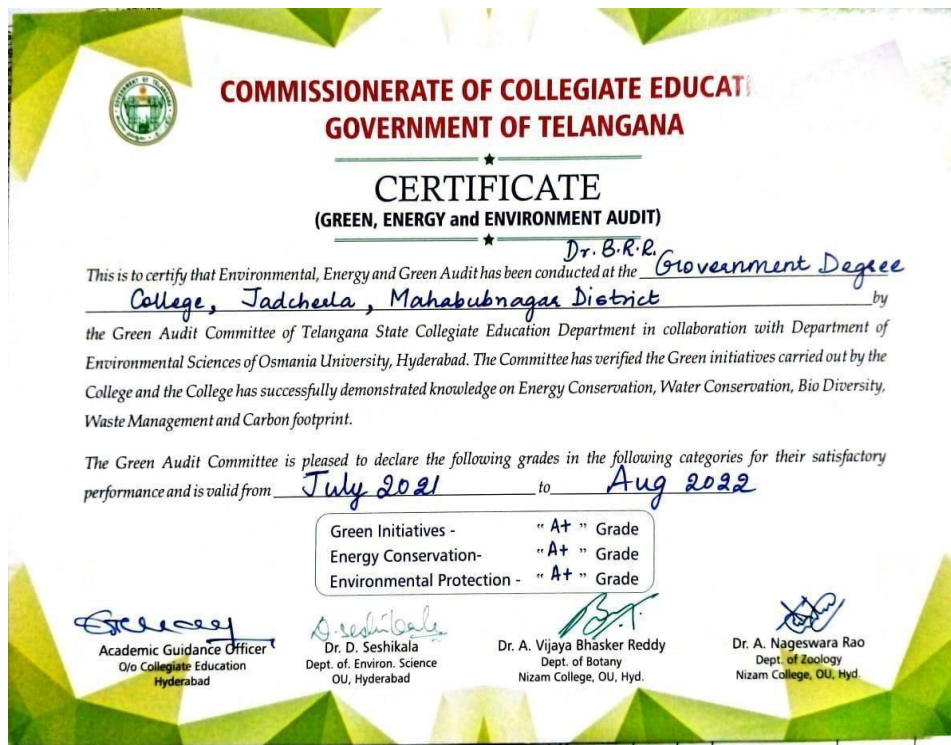 COMMISSIONERATE OF COLLEGIATE EDUCATI
GOVERNMENT OF TELANGANA
CERTIFICATE
(GREEN, ENERGY and ENVIRONMENT AUDIT)
Dr. B.R.R.
This is to certify that Environmental, Energy and Green Audit has been conducted at the Government Degree
College, Jadcherla, Mahabubnagar District by
the Green Audit Committee of Telangana State Collegiate Education Department in collaboration with Department of
Environmental Sciences of Osmania University, Hyderabad. The Committee has verified the Green initiatives carried out by the
College and the College has successfully demonstrated knowledge on Energy Conservation, Water Conservation, Bio Diversity,
Waste Management and Carbon footprint.
The Green Audit Committee is pleased to declare the following grades in the following categories for their satisfactory
performance and is valid from July 2021 to Aug 2022
Green Initiatives - " A+ " Grade
Energy Conservation- " A+ " Grade
Environmental Protection - " A+ " Grade
D. Seshikala
Academic Guidance Officer Dr. D. Seshikala Dr. A. Vijaya Bhasker Reddy Dr. A. Nageswara Rao
O/o Collegiate Education Dept. of Environ. Science Dept. of Botany Dept. of Zoology
Hyderabad OU, Hyderabad Nizam College, OU, Hyd. Nizam College, OU, Hyd.